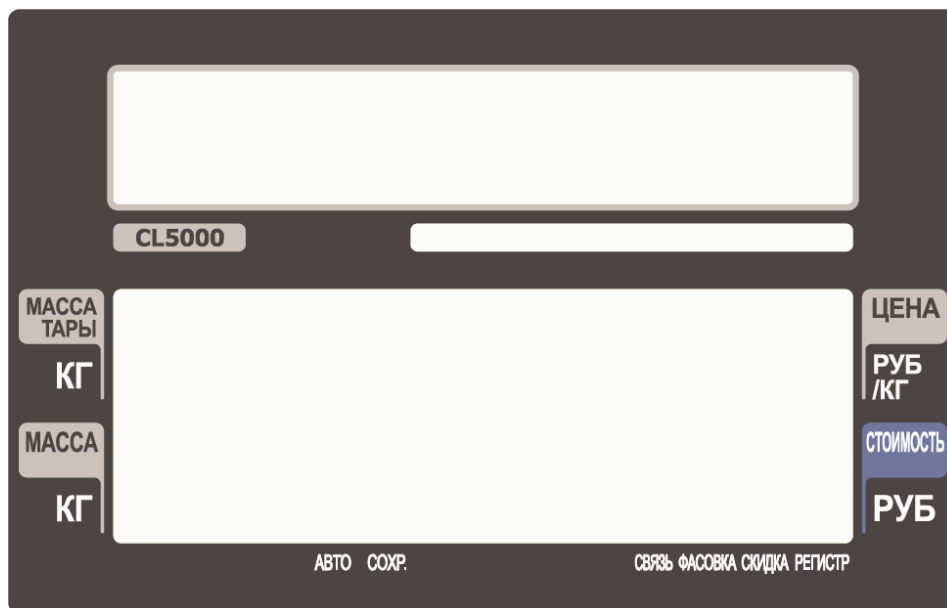 CL5000
МАССА
ТАРЫ
КГ
ЦЕНА
РУБ
/КГ
МАССА
КГ
СТОИМОСТЬ
РУБ
АВТО СОХР. СВЯЗЬ ФАСОВКА СКИДКА РЕГИСТР